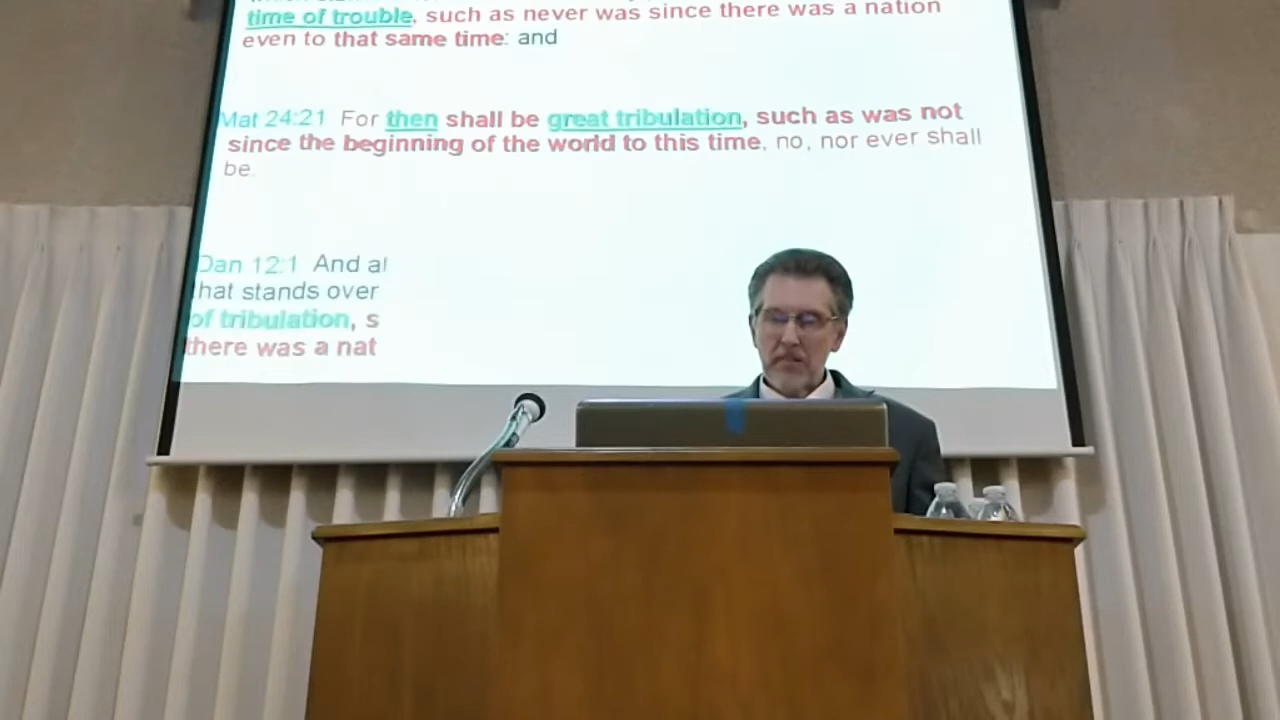 time of trouble, such as never was since there was a nation
even to that same time: and
Mat 24:21 For then shall be great tribulation, such as was not
since the beginning of the world to this time, no, nor ever shall
be.
Dan 12:1 And at
that stands over
of tribulation, s
there was a nat